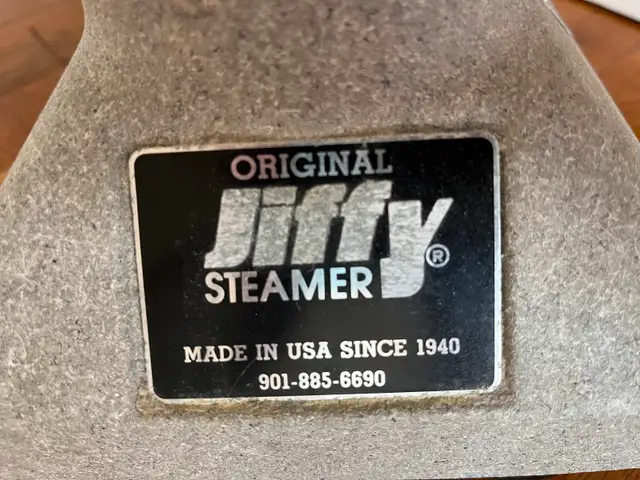 ORIGINAL
Jiffy®
STEAMER
MADE IN USA SINCE 1940
901-885-6690